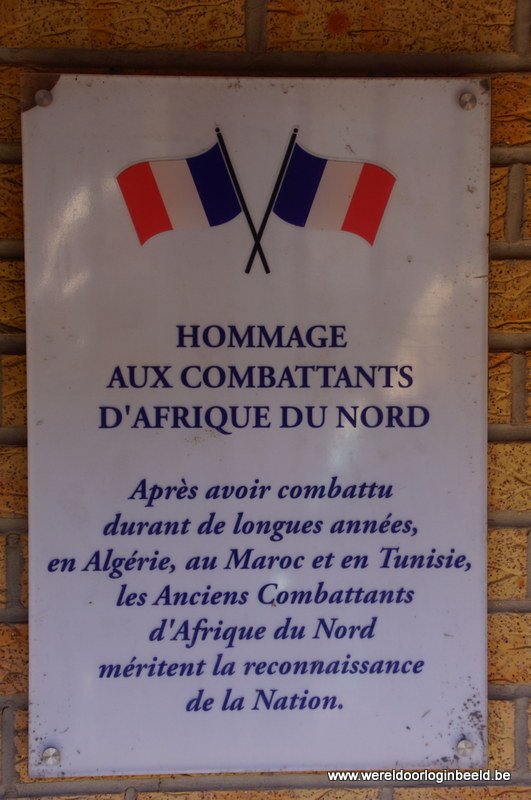 HOMMAGE
AUX COMBATTANTS
D'AFRIQUE DU NORD
Après avoir combattu
durant de longues années,
en Algérie, au Maroc et en Tunisie,
les Anciens Combattants
d'Afrique du Nord
méritent la reconnaissance
de la Nation.
www.wereldoorloginbeeld.be